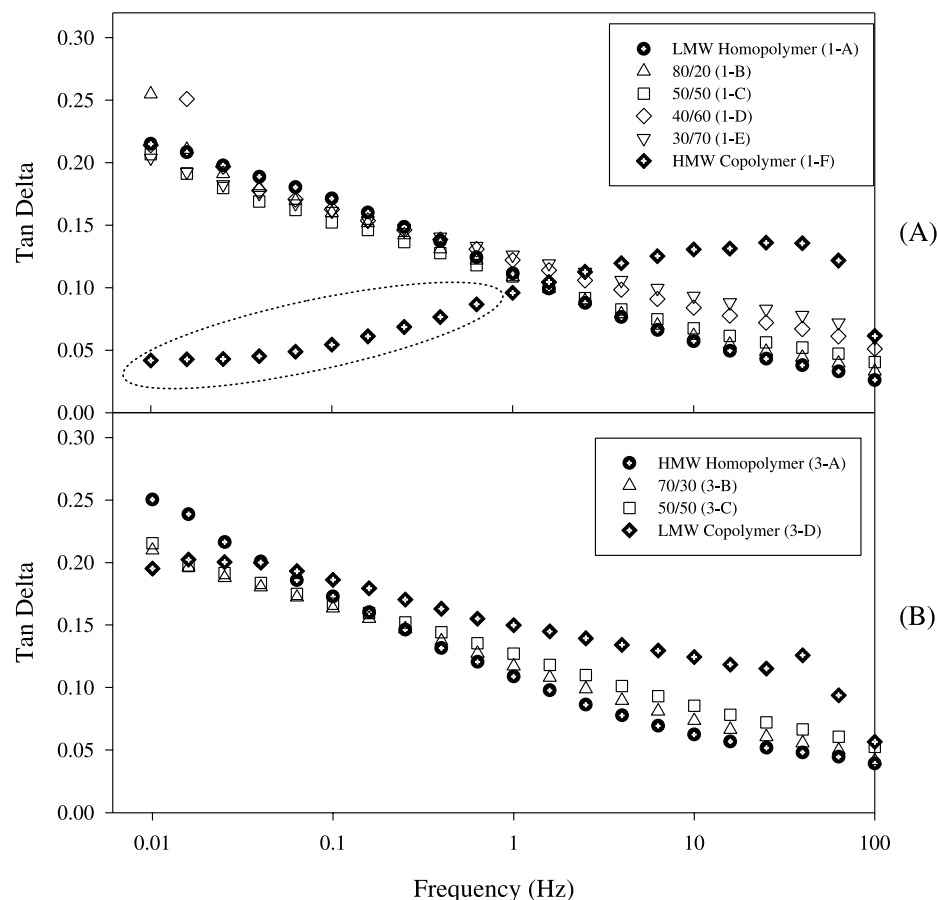 0.30
0.25
0.20
0.15
0.10
0.05
0.00
Tan Delta
LMW Homopolymer (1-A)
80/20 (1-B)
50/50 (1-C)
40/60 (1-D)
30/70 (1-E)
HMW Copolymer (1-F)
(A)
0.30
0.25
0.20
0.15
0.10
0.05
0.00
Tan Delta
HMW Homopolymer (3-A)
70/30 (3-B)
50/50 (3-C)
LMW Copolymer (3-D)
(B)
0.01 0.1 1 10 100
Frequency (Hz)